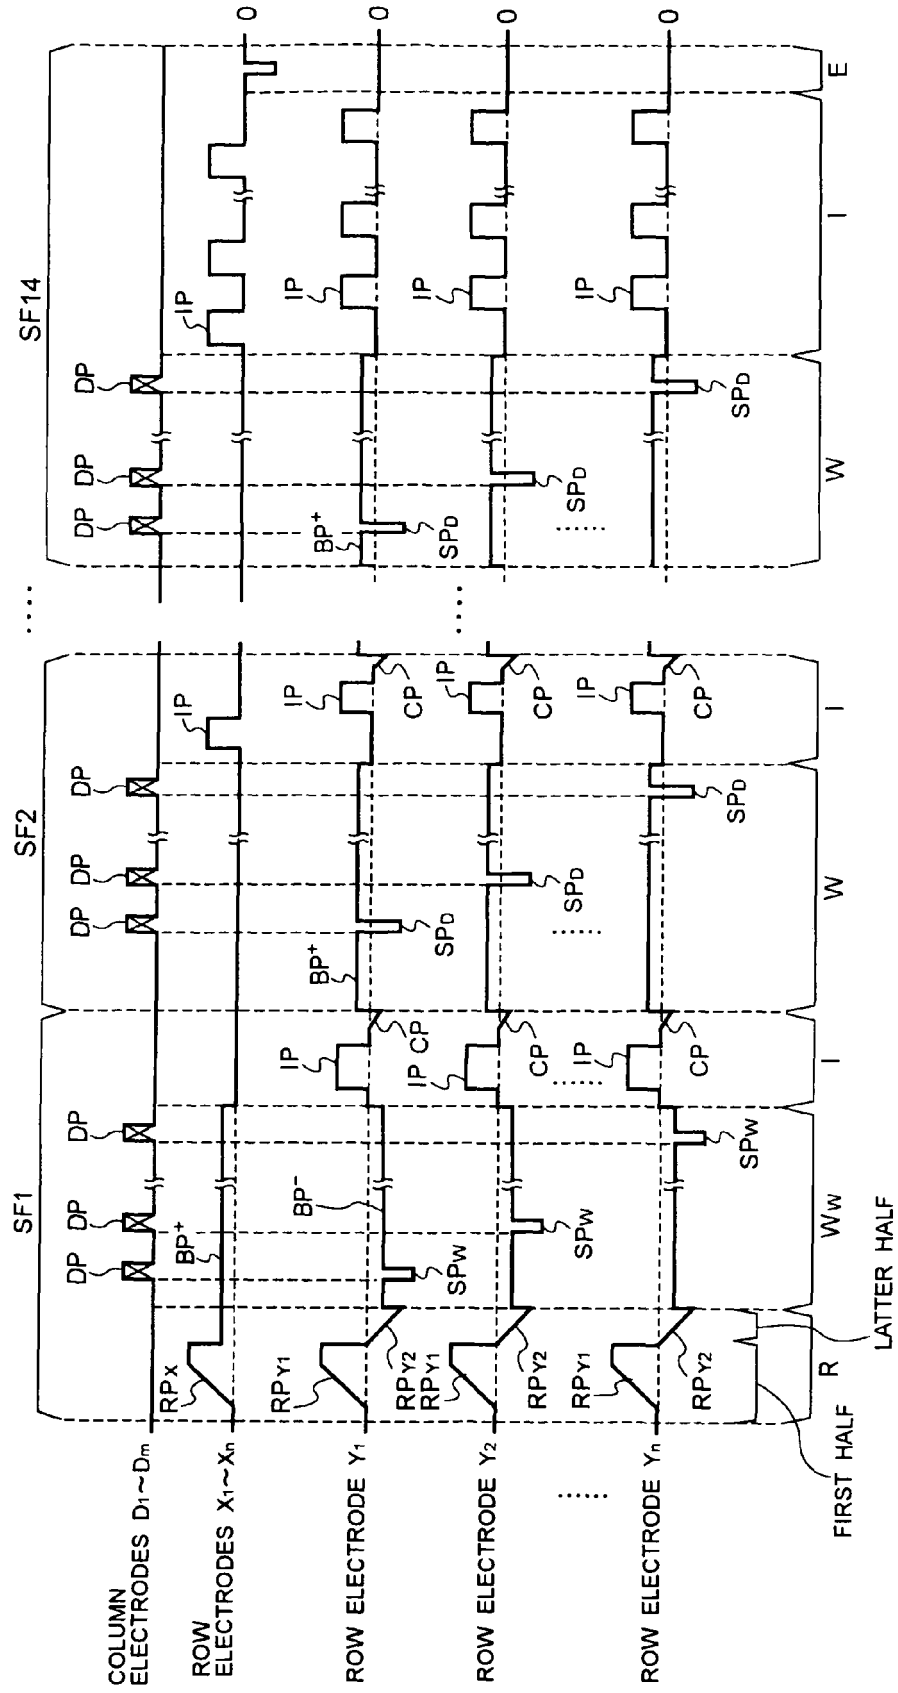 SF1 SF2 .... SF14
COLUMN
ELECTRODES D1~Dm
DP DP DP DP DP DP DP DP DP
ROW
ELECTRODES X1~Xn
RPX BP+ IP IP 0
ROW ELECTRODE Y1
RPY1 RPY2 BP- SPW IP CP BP+ SPD IP CP BP+ SPD IP 0
ROW ELECTRODE Y2
RPY1 RPY2 SPW IP CP SPD IP CP .... SPD IP 0
...... ...... ...... ......
ROW ELECTRODE Yn
RPY1 RPY2 SPW IP CP SPD IP CP SPD IP 0
R WW I W I W I E
FIRST HALF
LATTER HALF